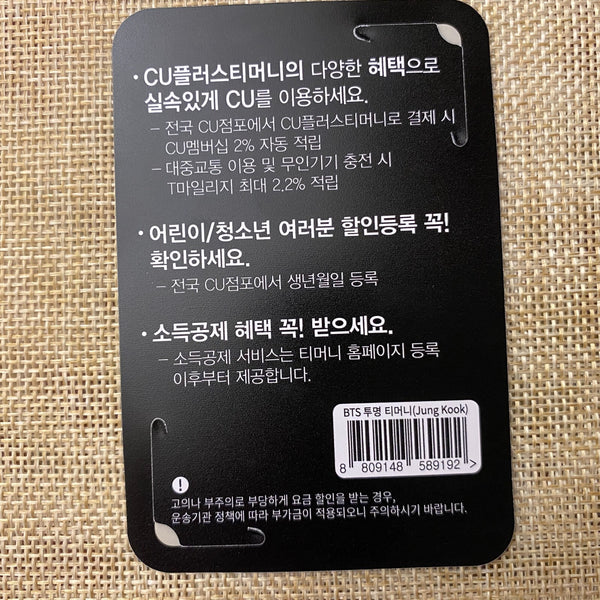 · CU플러스티머니의 다양한 혜택으로
실속있게 CU를 이용하세요.
– 전국 CU점포에서 CU플러스티머니로 결제 시
CU멤버십 2% 자동 적립
– 대중교통 이용 및 무인기기 충전 시
T마일리지 최대 2.2% 적립
· 어린이/청소년 여러분 할인등록 꼭!
확인하세요.
– 전국 CU점포에서 생년월일 등록
· 소득공제 혜택 꼭! 받으세요.
– 소득공제 서비스는 티머니 홈페이지 등록
이후부터 제공합니다.
BTS 투명 티머니(Jung Kook)
8 809148 589192 >
!
고의나 부주의로 부당하게 요금 할인을 받는 경우,
운송기관 정책에 따라 부가금이 적용되오니 주의하시기 바랍니다.